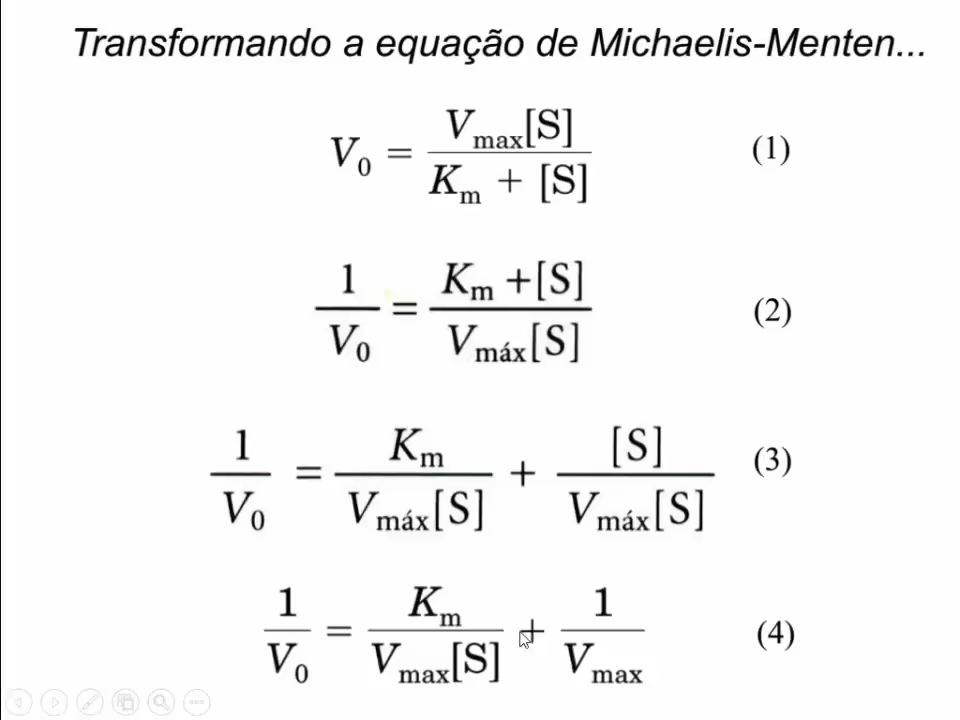 Transformando a equação de Michaelis-Menten...
V₀ = Vmax[S] / Km + [S] (1)
1 / V₀ = Km +[S] / Vmáx[S] (2)
1 / V₀ = Km / Vmáx[S] + [S] / Vmáx[S] (3)
1 / V₀ = Km / Vmax[S] + 1 / Vmax (4)